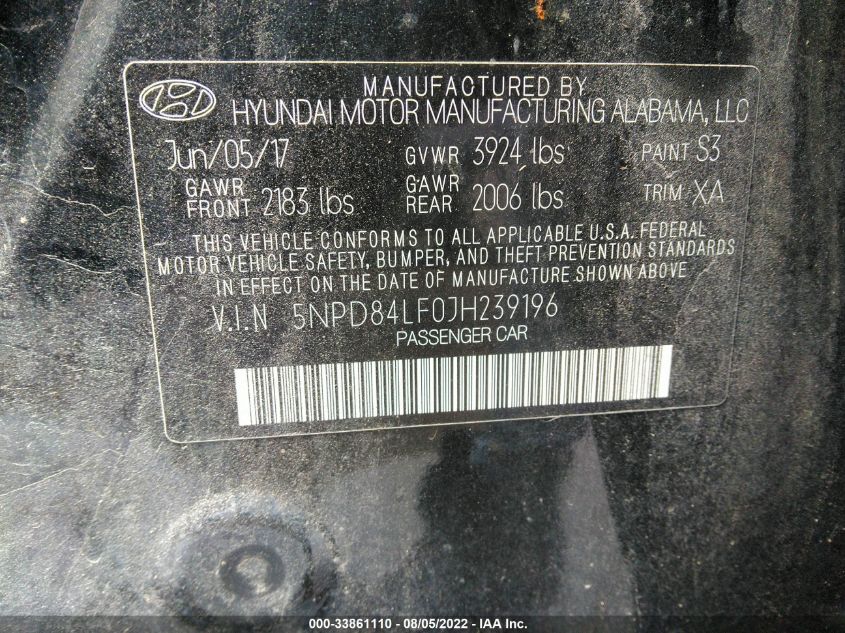 MANUFACTURED BY
HYUNDAI MOTOR MANUFACTURING ALABAMA, LLC
Jun/05/17 GVWR 3924 lbs PAINT S3
GAWR FRONT 2183 lbs GAWR REAR 2006 lbs TRIM XA
THIS VEHICLE CONFORMS TO ALL APPLICABLE U.S.A. FEDERAL
MOTOR VEHICLE SAFETY, BUMPER, AND THEFT PREVENTION STANDARDS
IN EFFECT ON THE DATE OF MANUFACTURE SHOWN ABOVE
V.I.N 5NPD84LF0JH239196
PASSENGER CAR
000-33861110 - 08/05/2022 - IAA Inc.